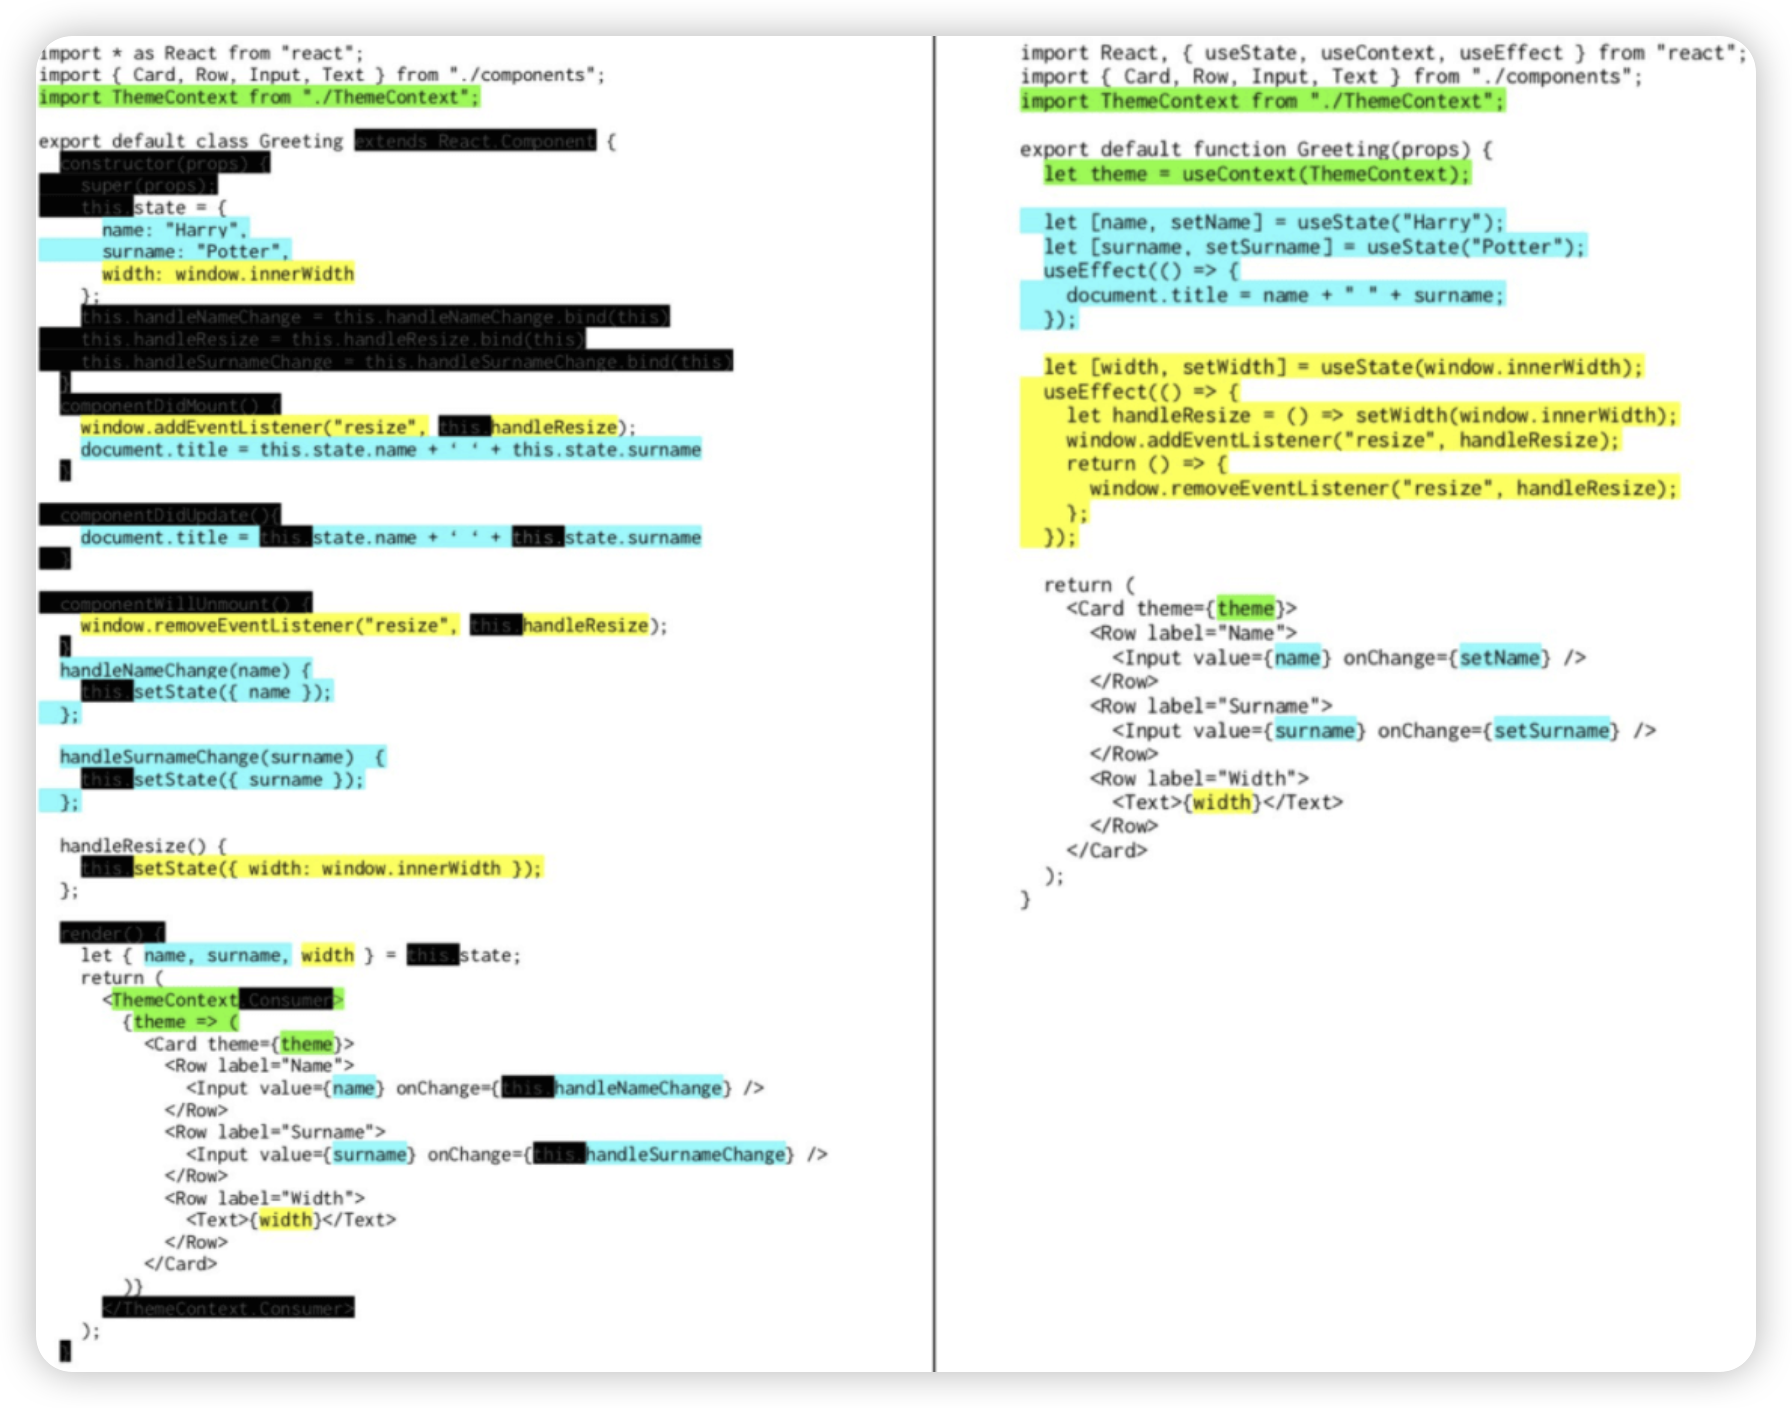 import * as React from "react";
import { Card, Row, Input, Text } from "./components";
import ThemeContext from "./ThemeContext";

export default class Greeting extends React.Component {
  constructor(props) {
    super(props);
    this.state = {
      name: "Harry",
      surname: "Potter",
      width: window.innerWidth
    };
    this.handleNameChange = this.handleNameChange.bind(this)
    this.handleResize = this.handleResize.bind(this)
    this.handleSurnameChange = this.handleSurnameChange.bind(this)
  }
  componentDidMount() {
    window.addEventListener("resize", this.handleResize);
    document.title = this.state.name + ‘ ‘ + this.state.surname
  }

  componentDidUpdate(){
    document.title = this.state.name + ‘ ‘ + this.state.surname
  }

  componentWillUnmount() {
    window.removeEventListener("resize", this.handleResize);
  }
  handleNameChange(name) {
    this.setState({ name });
  };

  handleSurnameChange(surname)  {
    this.setState({ surname });
  };

  handleResize() {
    this.setState({ width: window.innerWidth });
  };

  render() {
    let { name, surname, width } = this.state;
    return (
      <ThemeContext.Consumer>
        {theme => (
          <Card theme={theme}>
            <Row label="Name">
              <Input value={name} onChange={this.handleNameChange} />
            </Row>
            <Row label="Surname">
              <Input value={surname} onChange={this.handleSurnameChange} />
            </Row>
            <Row label="Width">
              <Text>{width}</Text>
            </Row>
          </Card>
        )}
      </ThemeContext.Consumer>
    );
  }
import React, { useState, useContext, useEffect } from "react";
import { Card, Row, Input, Text } from "./components";
import ThemeContext from "./ThemeContext";

export default function Greeting(props) {
  let theme = useContext(ThemeContext);

  let [name, setName] = useState("Harry");
  let [surname, setSurname] = useState("Potter");
  useEffect(() => {
    document.title = name + " " + surname;
  });

  let [width, setWidth] = useState(window.innerWidth);
  useEffect(() => {
    let handleResize = () => setWidth(window.innerWidth);
    window.addEventListener("resize", handleResize);
    return () => {
      window.removeEventListener("resize", handleResize);
    };
  });

  return (
    <Card theme={theme}>
      <Row label="Name">
        <Input value={name} onChange={setName} />
      </Row>
      <Row label="Surname">
        <Input value={surname} onChange={setSurname} />
      </Row>
      <Row label="Width">
        <Text>{width}</Text>
      </Row>
    </Card>
  );
}